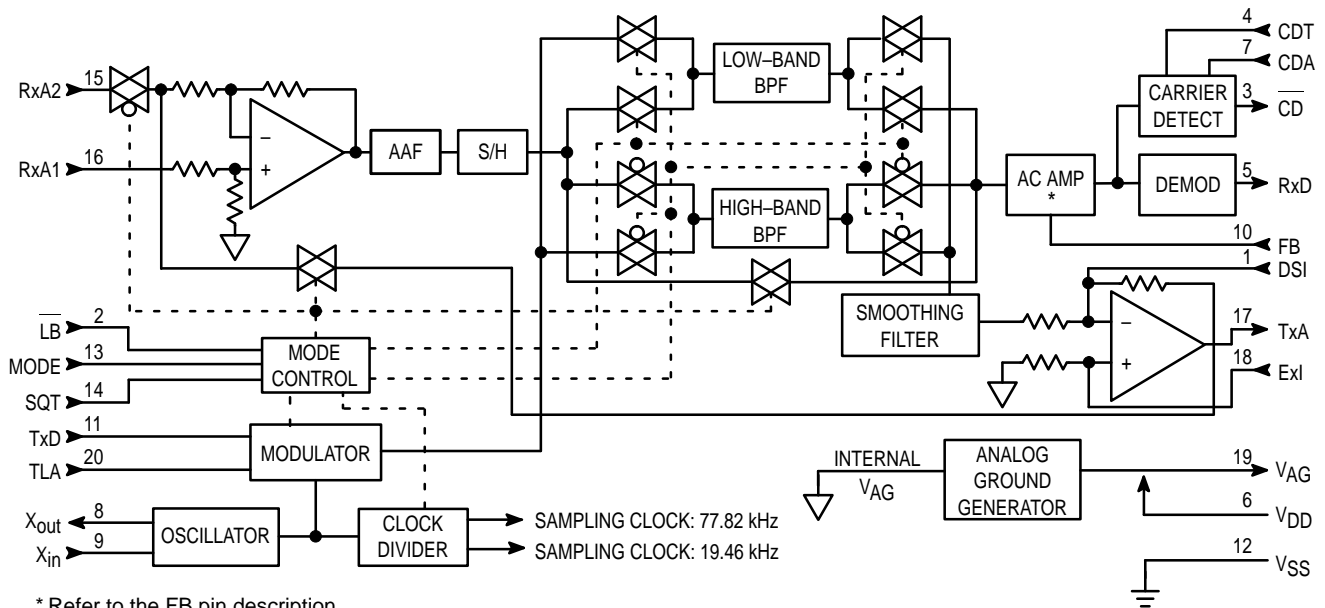 RxA2 15
RxA1 16
−
+
AAF
S/H
LOW–BAND
BPF
HIGH–BAND
BPF
AC AMP
*
CARRIER
DETECT
DEMOD
4 CDT
7 CDA
3 CD
5 RxD
10 FB
1 DSI
17 TxA
18 ExI
SMOOTHING
FILTER
−
+
LB 2
MODE 13
SQT 14
TxD 11
TLA 20
MODE
CONTROL
MODULATOR
Xout 8
Xin 9
OSCILLATOR
CLOCK
DIVIDER
SAMPLING CLOCK: 77.82 kHz
SAMPLING CLOCK: 19.46 kHz
INTERNAL
VAG
ANALOG
GROUND
GENERATOR
19 VAG
6 VDD
12 VSS
* Refer to the FB pin description